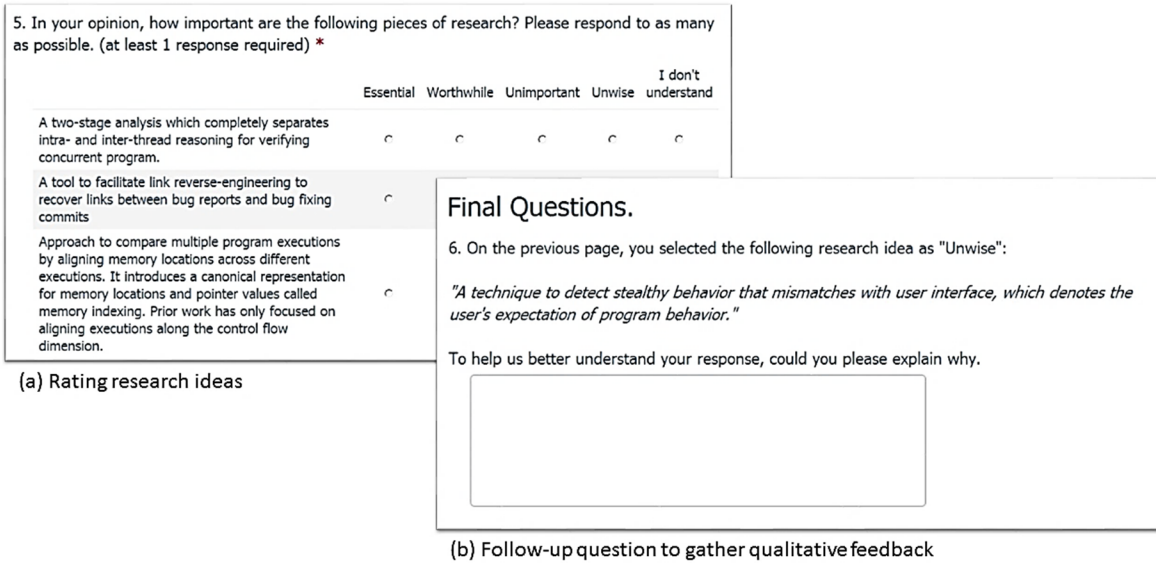 5. In your opinion, how important are the following pieces of research? Please respond to as many
as possible. (at least 1 response required) *
I don't
Essential Worthwhile Unimportant Unwise understand
A two-stage analysis which completely separates
intra- and inter-thread reasoning for verifying
concurrent program.
A tool to facilitate link reverse-engineering to
recover links between bug reports and bug fixing
commits
Approach to compare multiple program executions
by aligning memory locations across different
executions. It introduces a canonical representation
for memory locations and pointer values called
memory indexing. Prior work has only focused on
aligning executions along the control flow
dimension.
(a) Rating research ideas
Final Questions.
6. On the previous page, you selected the following research idea as "Unwise":
"A technique to detect stealthy behavior that mismatches with user interface, which denotes the
user's expectation of program behavior."
To help us better understand your response, could you please explain why.
(b) Follow-up question to gather qualitative feedback